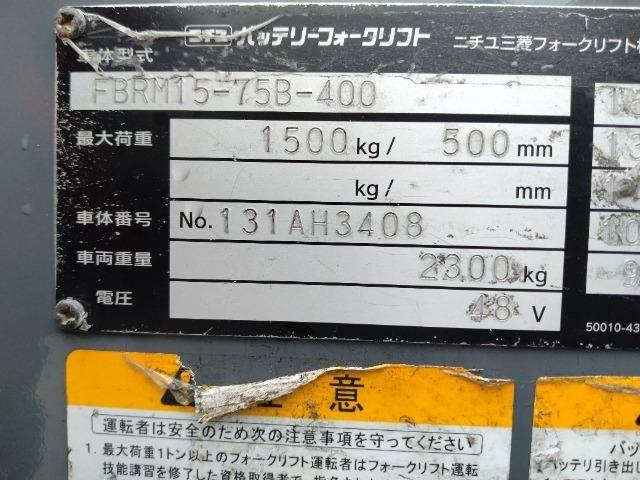 ニチユ バッテリーフォークリフト ニチユ三菱フォークリフト
車体型式
FBRM15-75B-400
最大荷重 1500 kg/ 500 mm
kg/ mm
車体番号 No. 131AH3408
車両重量 2300 kg
電圧 48 V
50010-43
意
運転者は安全のため次の注意事項を守ってください
1. 最大荷重1トン以上のフォークリフト運転者はフォークリフト運転
技能講習を修了した資格取得者で
バッ
バッテリ引き出し